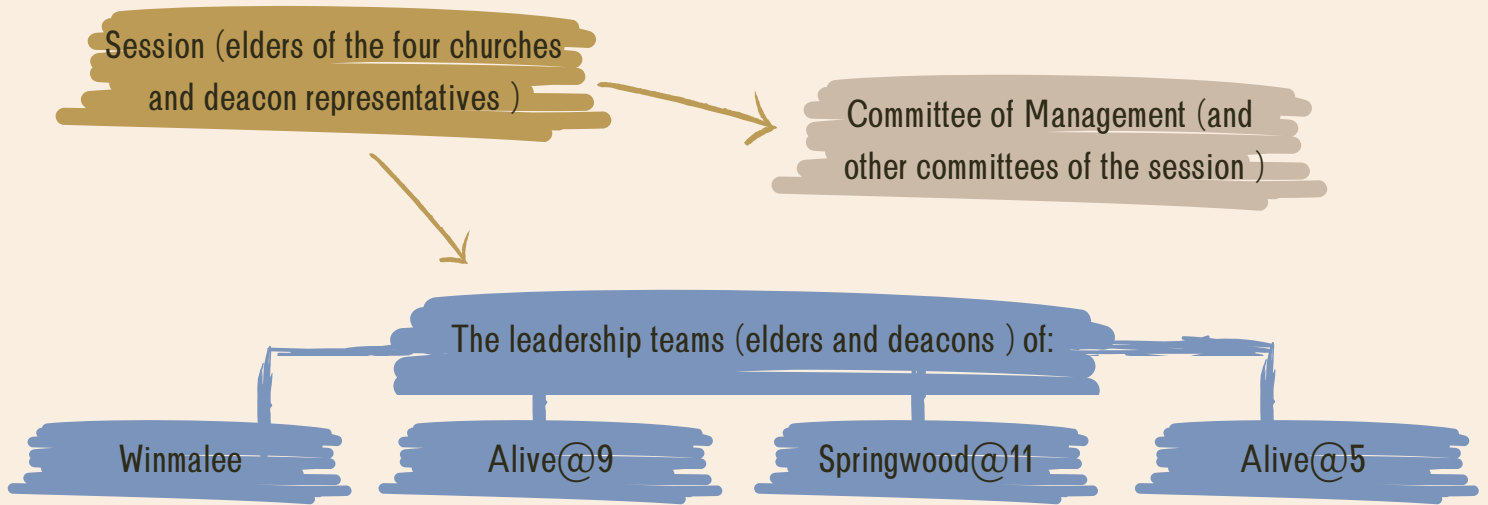 Session (elders of the four churches
and deacon representatives )
Committee of Management (and
other committees of the session )
The leadership teams (elders and deacons ) of:
Winmalee
Alive@9
Springwood@11
Alive@5